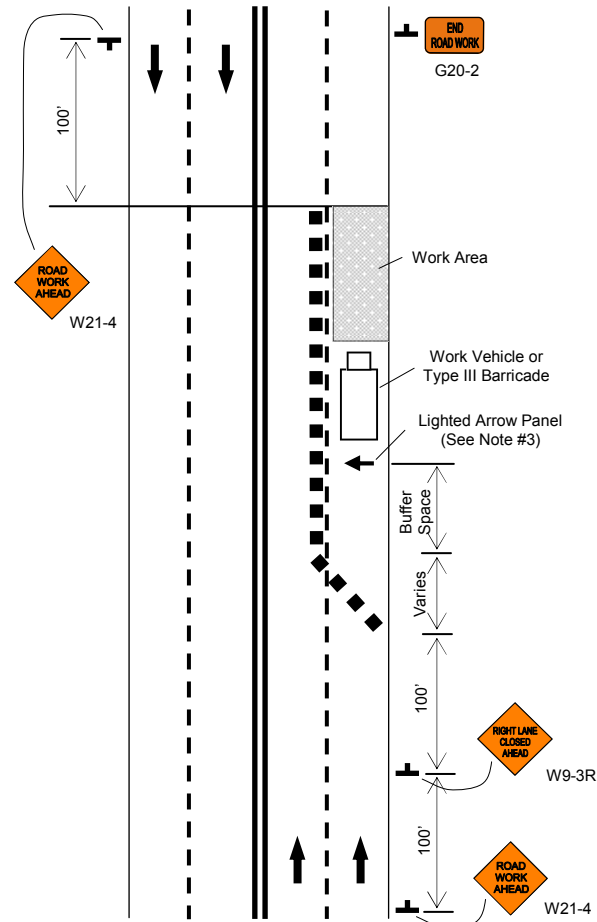 END
ROAD WORK
G20-2
100'
ROAD
WORK
AHEAD
W21-4
Work Area
Work Vehicle or
Type III Barricade
Lighted Arrow Panel
(See Note #3)
Buffer
Space
Varies
100'
RIGHT LANE
CLOSED
AHEAD
W9-3R
100'
ROAD
WORK
AHEAD
W21-4